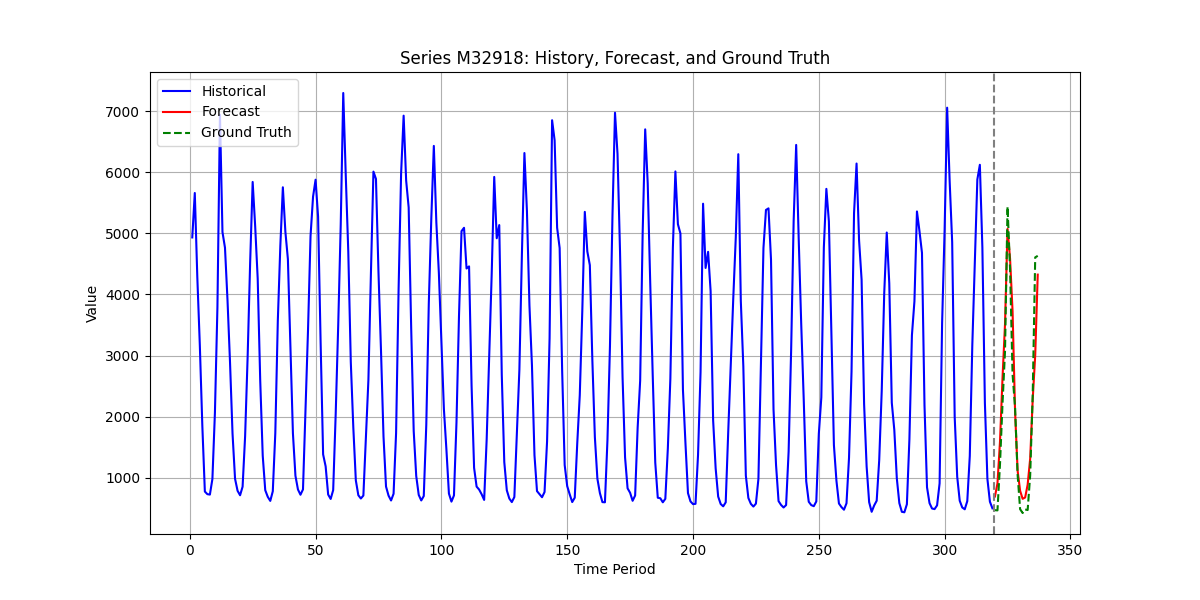 Series M32918: History, Forecast, and Ground Truth
Historical
Forecast
Ground Truth
7000
6000
5000
4000
3000
2000
1000
Value
0 50 100 150 200 250 300 350
Time Period